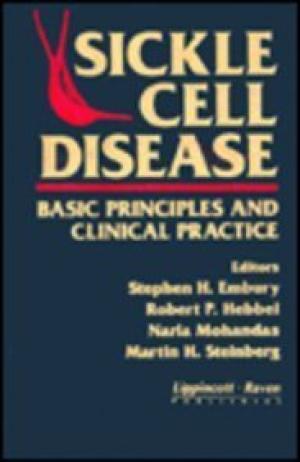 SICKLE
CELL
DISEASE
BASIC PRINCIPLES AND
CLINICAL PRACTICE
Editors
Stephen H. Embury
Robert P. Hebbel
Narla Mohandas
Martin H. Steinberg
Lippincott - Raven
PUBLISHERS